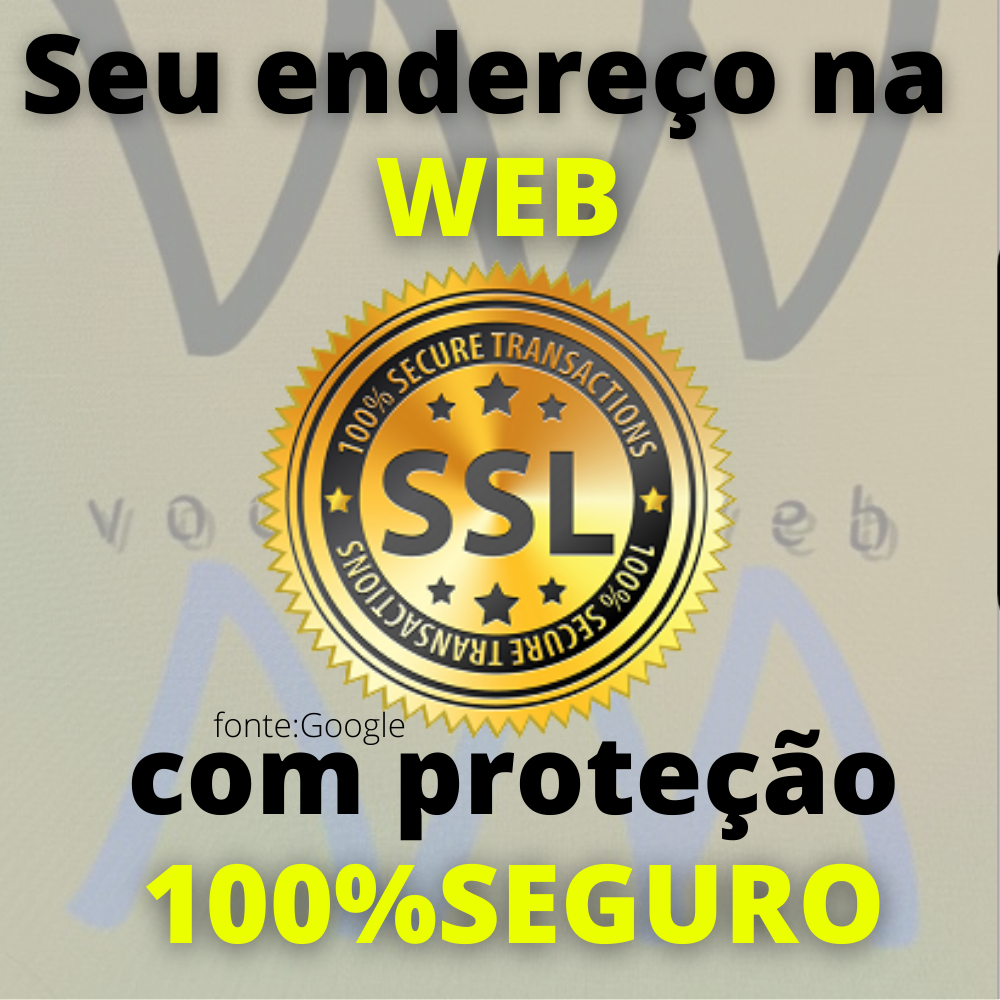 Seu endereço na
WEB
100% SECURE TRANSACTIONS
SSL
100% SECURE TRANSACTIONS
fonte:Google
com proteção
100%SEGURO